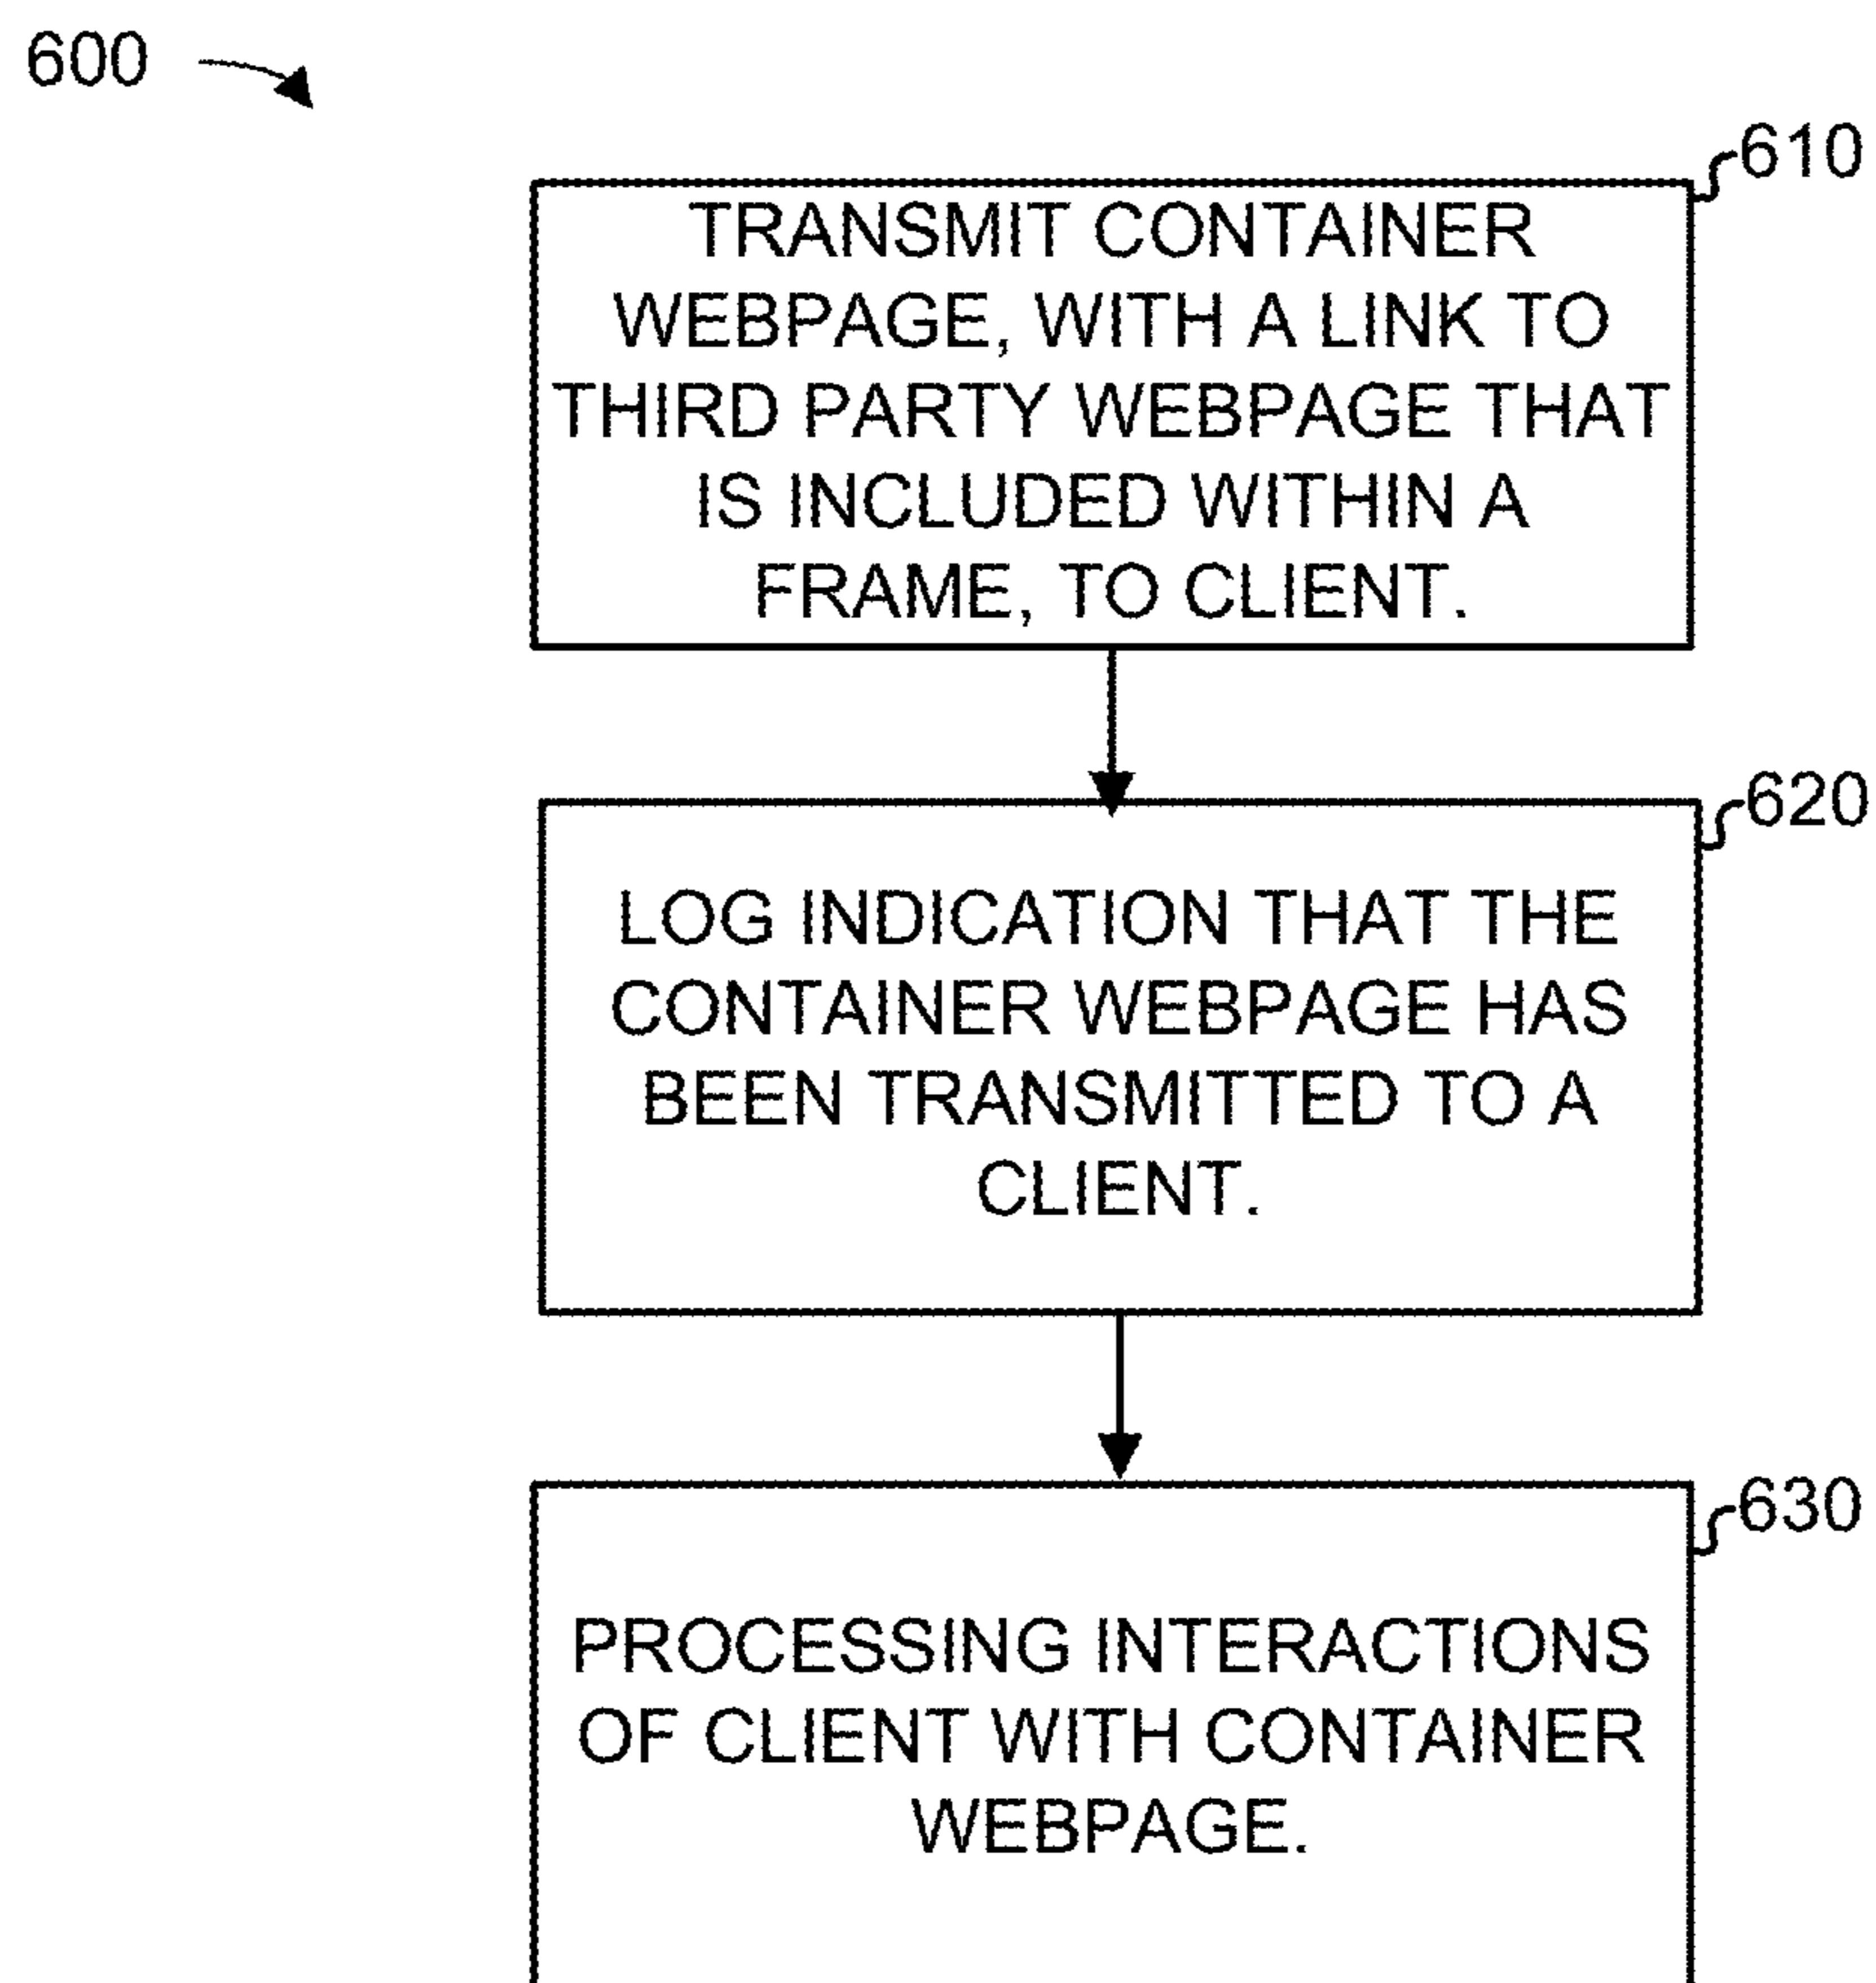 600
610
TRANSMIT CONTAINER
WEBPAGE, WITH A LINK TO
THIRD PARTY WEBPAGE THAT
IS INCLUDED WITHIN A
FRAME, TO CLIENT.
620
LOG INDICATION THAT THE
CONTAINER WEBPAGE HAS
BEEN TRANSMITTED TO A
CLIENT.
630
PROCESSING INTERACTIONS
OF CLIENT WITH CONTAINER
WEBPAGE.